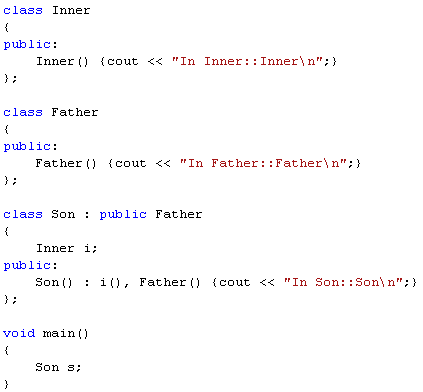 class Inner
{
public:
    Inner() {cout << "In Inner::Inner\n";}
};

class Father
{
public:
    Father() {cout << "In Father::Father\n";}
};

class Son : public Father
{
    Inner i;
public:
    Son() : i(), Father() {cout << "In Son::Son\n";}
};

void main()
{
    Son s;
}